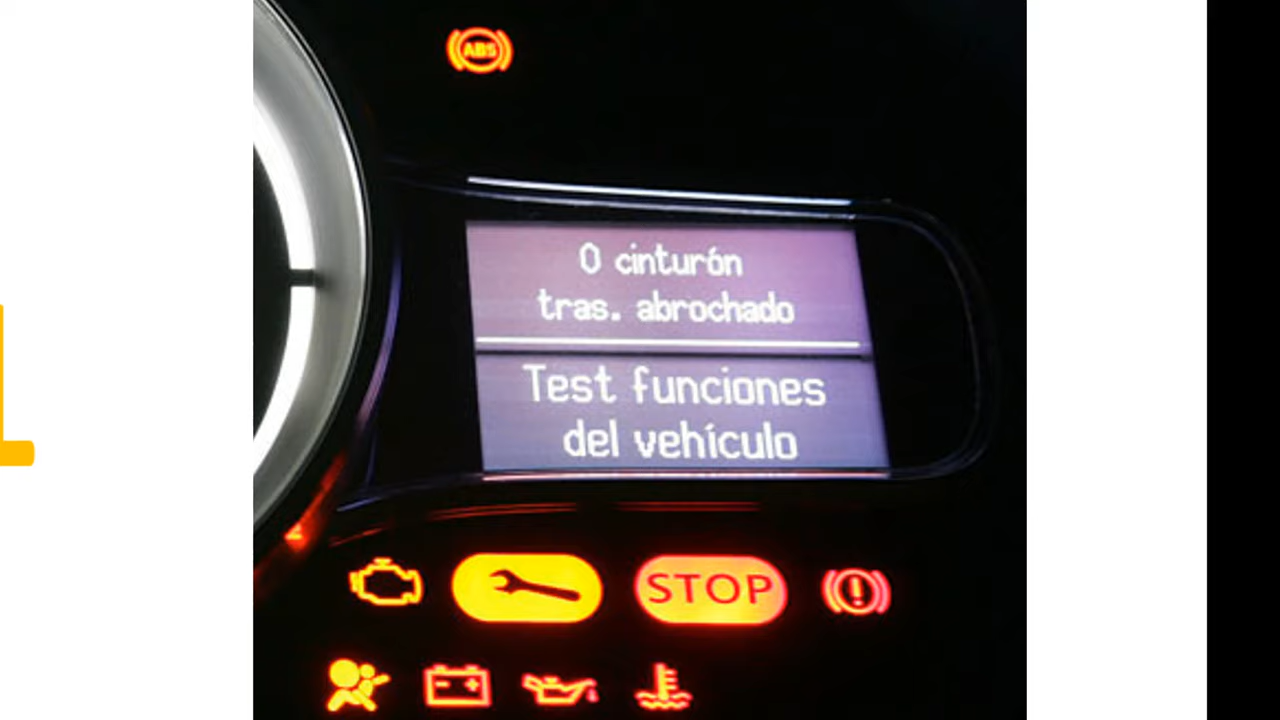 ABS
0 cinturón
tras. abrochado
Test funciones
del vehículo
STOP